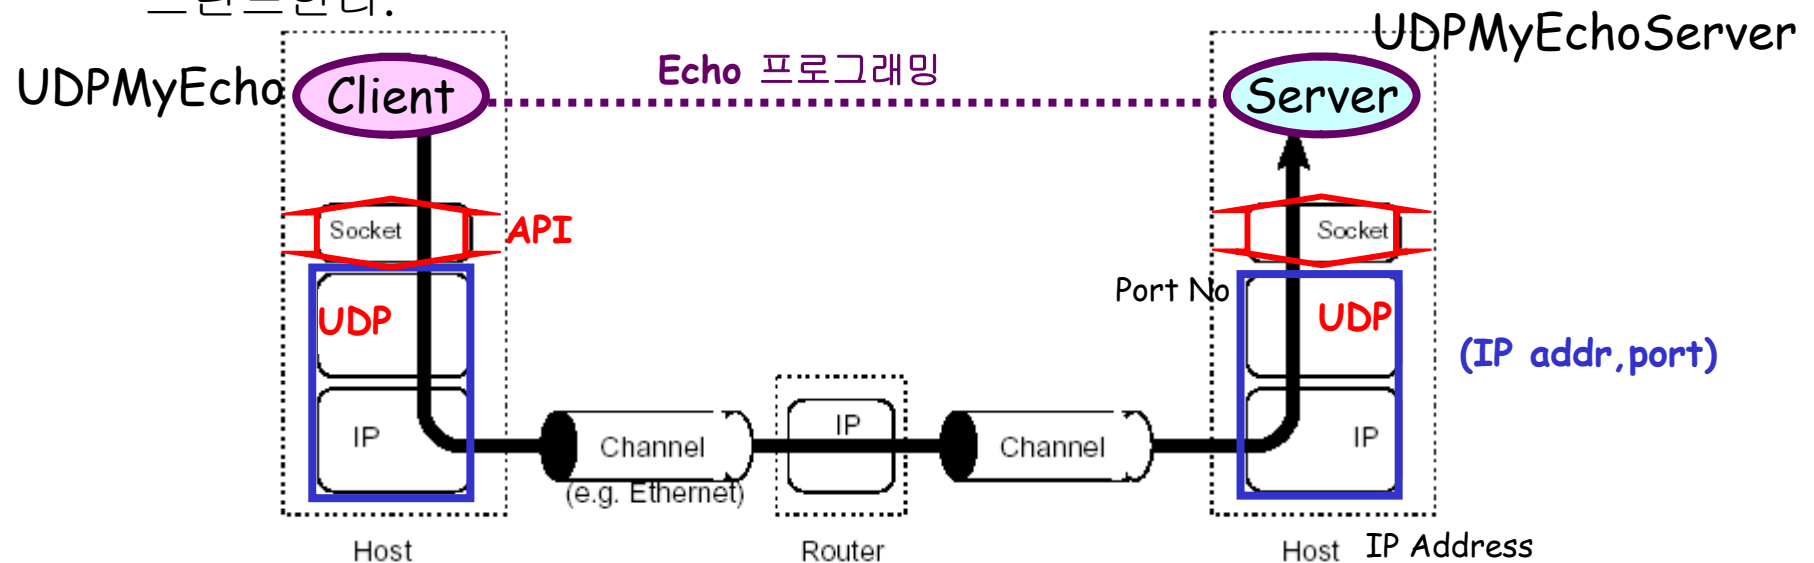 UDPMyEchoServer
UDPMyEcho
Client
Echo 프로그래밍
Server
Socket
API
Socket
Port No
UDP
UDP
(IP addr,port)
IP
Channel
(e.g. Ethernet)
IP
Channel
IP
Host
Router
Host
IP Address